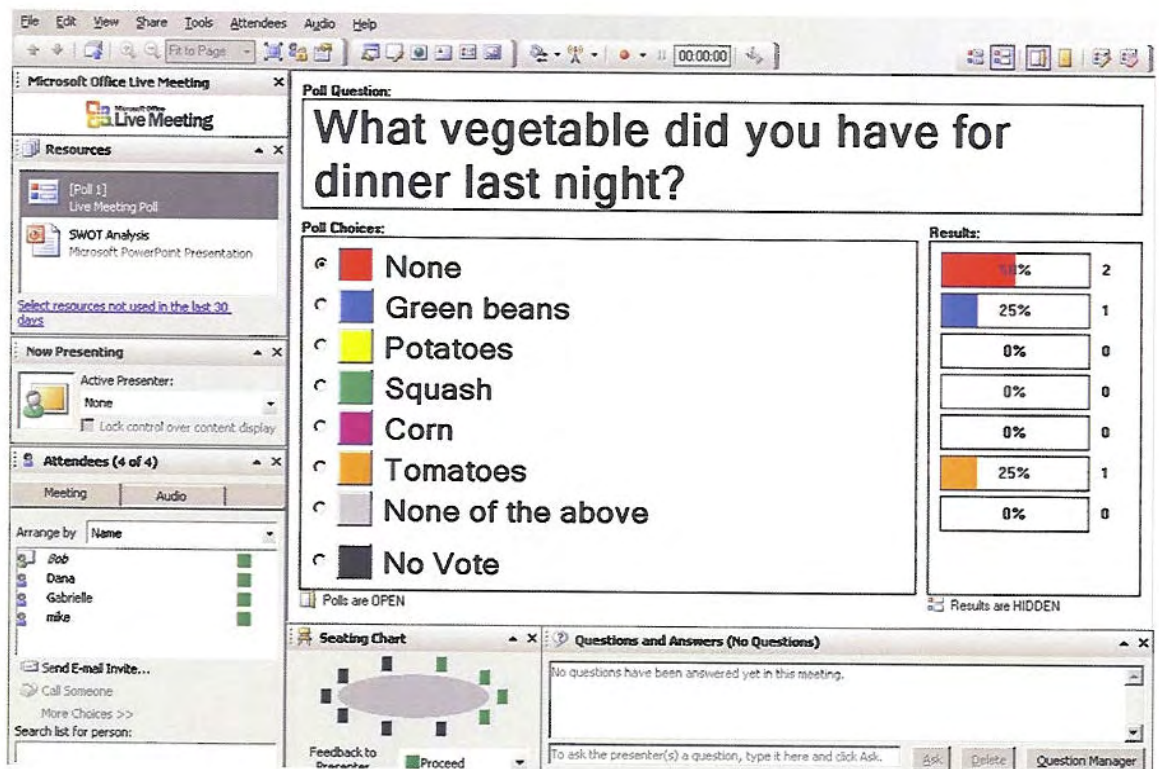 File Edit View Share Tools Attendees Audio Help
Fit to Page 00:00:00
Microsoft Office Live Meeting
Microsoft Office
Live Meeting
Resources
[Poll 1]
Live Meeting Poll
SWOT Analysis
Microsoft PowerPoint Presentation
Select resources not used in the last 30
days
Now Presenting
Active Presenter:
None
Lock control over content display
Attendees (4 of 4)
Meeting Audio
Arrange by Name
Bob
Dana
Gabrielle
mike
Send E-mail Invite...
Call Someone
More Choices >>
Search list for person:
Poll Question:
What vegetable did you have for
dinner last night?
Poll Choices:
None
Green beans
Potatoes
Squash
Corn
Tomatoes
None of the above
No Vote
Polls are OPEN
Results:
50% 2
25% 1
0% 0
0% 0
0% 0
25% 1
0% 0
Results are HIDDEN
Seating Chart
Feedback to
Presenter
Proceed
Questions and Answers (No Questions)
No questions have been answered yet in this meeting.
To ask the presenter(s) a question, type it here and click Ask.
Ask Delete Question Manager